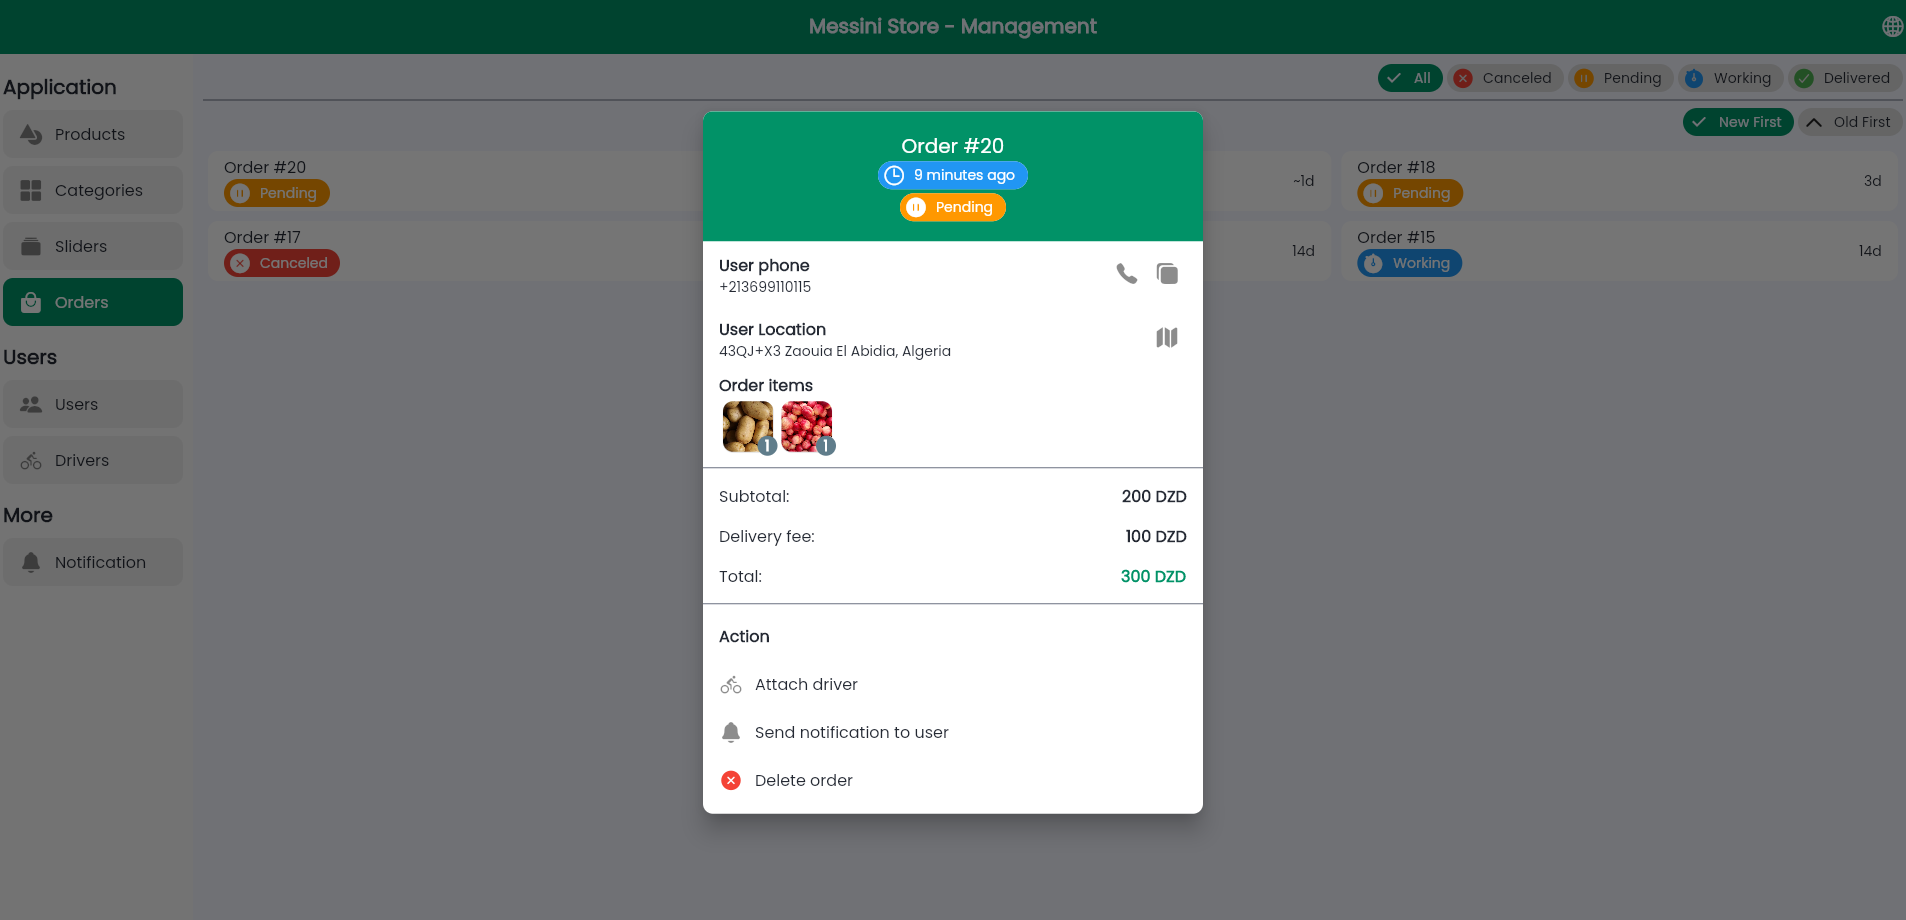 Messini Store - Management
Application
Products
Categories
Sliders
Orders
Users
Users
Drivers
More
Notification
All
Canceled
Pending
Working
Delivered
New First
Old First
Order #20
Pending
~1d
Order #18
Pending
3d
Order #17
Canceled
14d
Order #15
Working
14d
Order #20
9 minutes ago
Pending
User phone
+213699110115
User Location
43QJ+X3 Zaouia El Abidia, Algeria
Order items
1
1
Subtotal:
200 DZD
Delivery fee:
100 DZD
Total:
300 DZD
Action
Attach driver
Send notification to user
Delete order